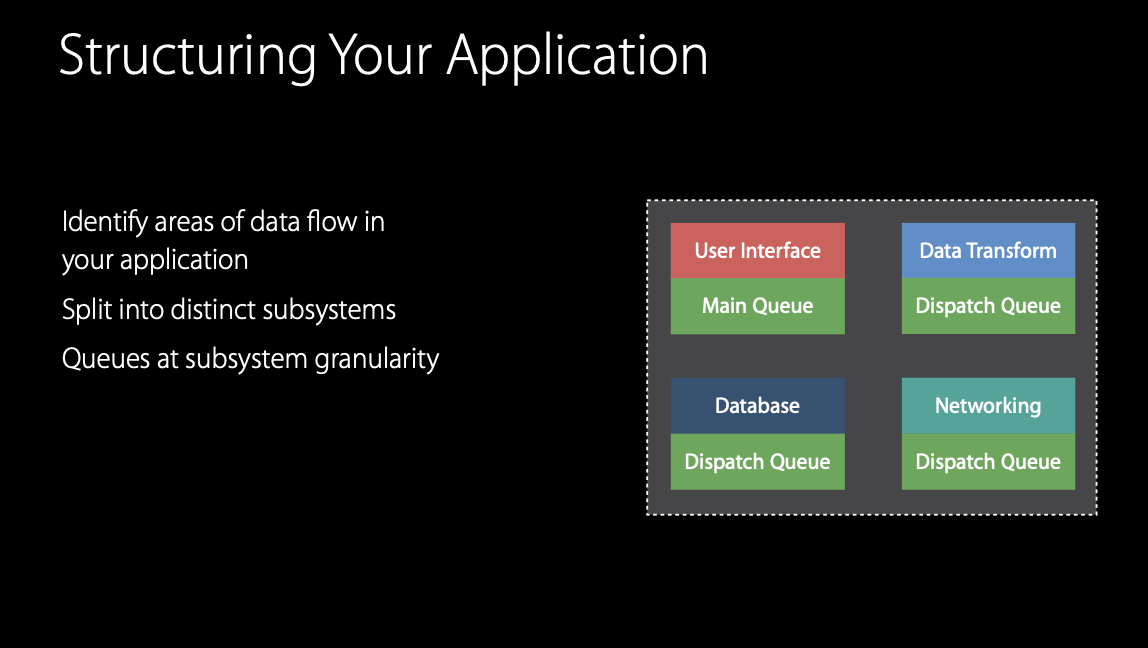 Structuring Your Application
Identify areas of data flow in
your application
Split into distinct subsystems
Queues at subsystem granularity
User Interface
Main Queue
Data Transform
Dispatch Queue
Database
Dispatch Queue
Networking
Dispatch Queue